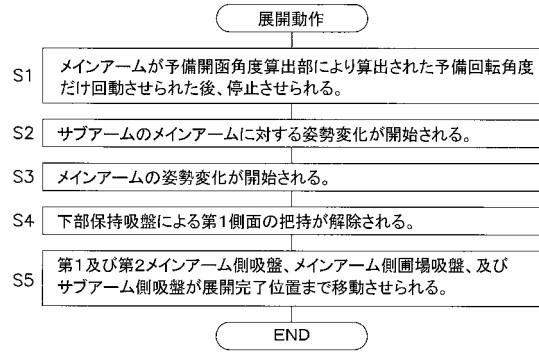 展開動作
S1
メインアームが予備開函角度算出部により算出された予備回転角度
だけ回動させられた後、停止させられる。
S2
サブアームのメインアームに対する姿勢変化が開始される。
S3
メインアームの姿勢変化が開始される。
S4
下部保持吸盤による第1側面の把持が解除される。
S5
第1及び第2メインアーム側吸盤、メインアーム側圃場吸盤、及び
サブアーム側吸盤が展開完了位置まで移動させられる。
END